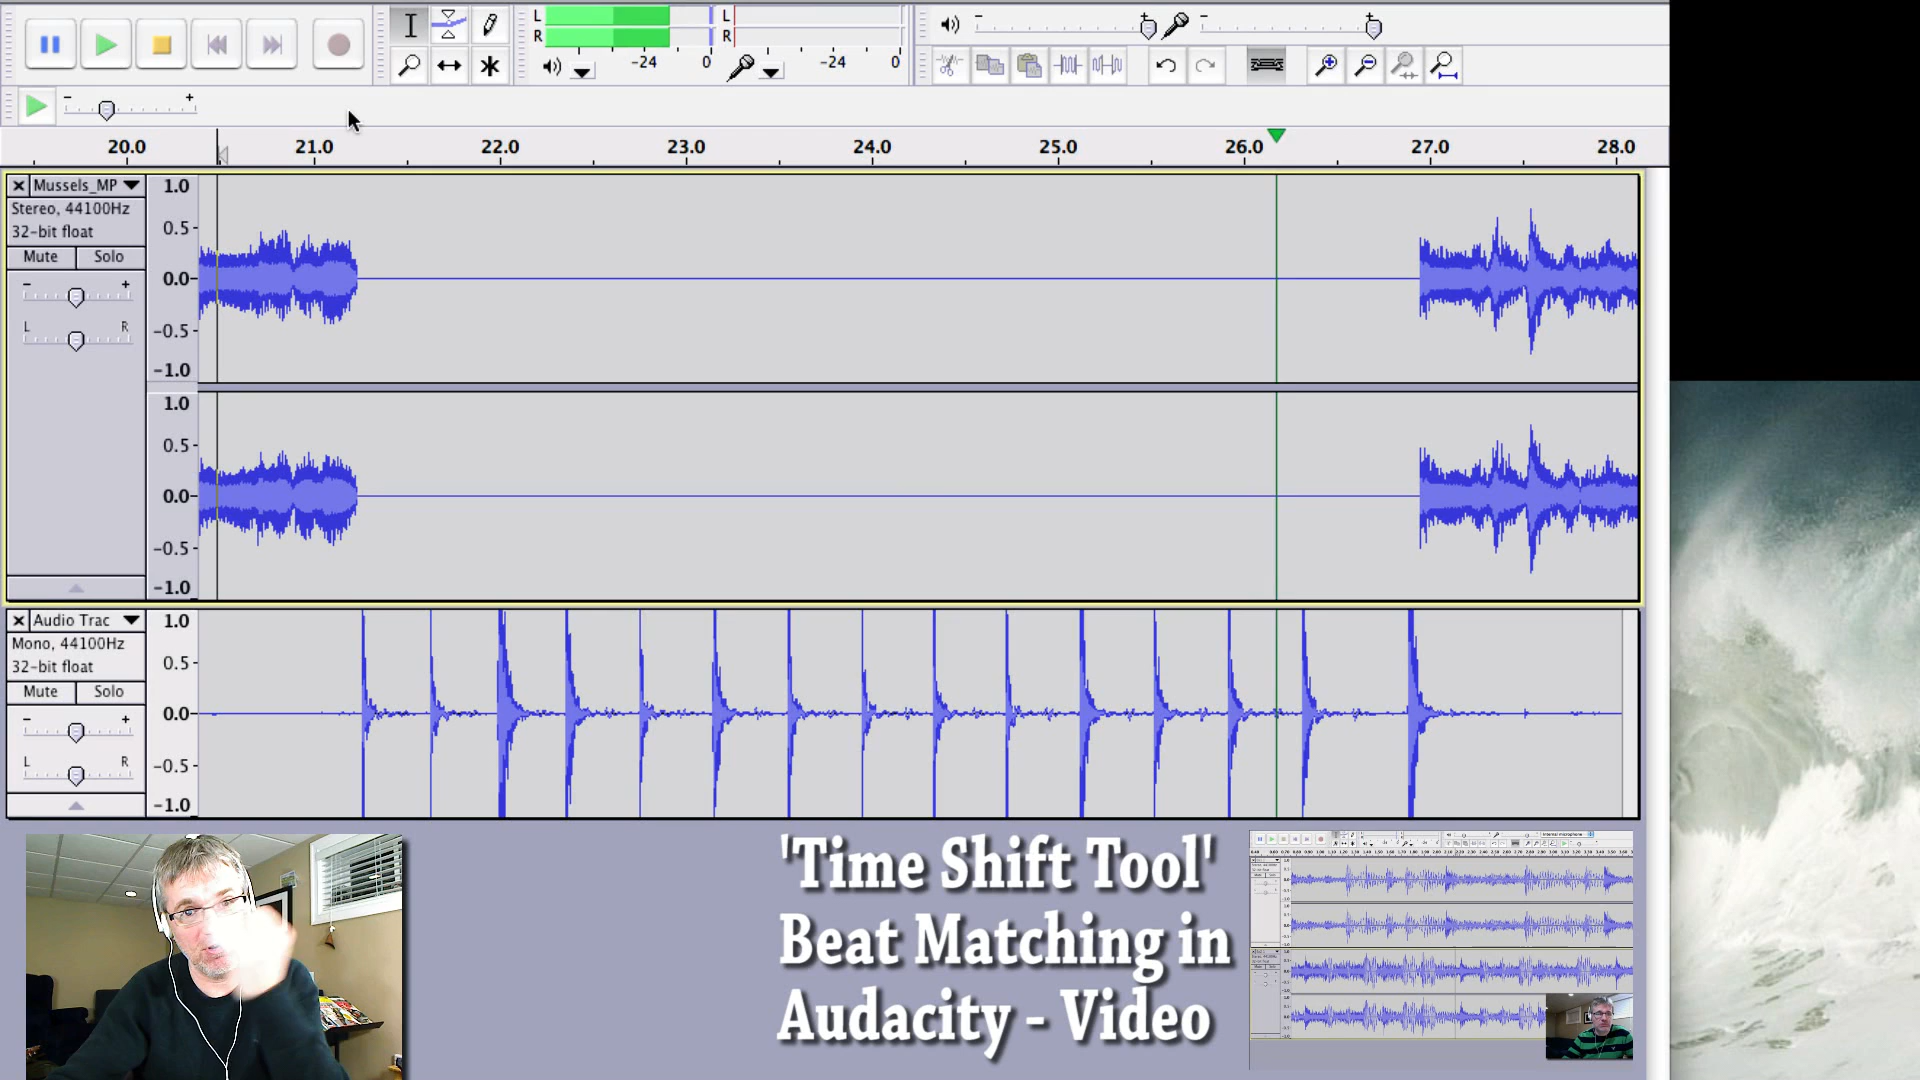 L
R
-24
0
L
R
-24
0
20.0 21.0 22.0 23.0 24.0 25.0 26.0 27.0 28.0
Mussels_MP
Stereo, 44100Hz
32-bit float
Mute Solo
- +
L R
1.0
0.5-
0.0-
-0.5-
-1.0
1.0
0.5-
0.0-
-0.5-
-1.0
Audio Trac
Mono, 44100Hz
32-bit float
Mute Solo
- +
L R
1.0
0.5-
0.0-
-0.5-
-1.0
'Time Shift Tool'
Beat Matching in
Audacity - Video